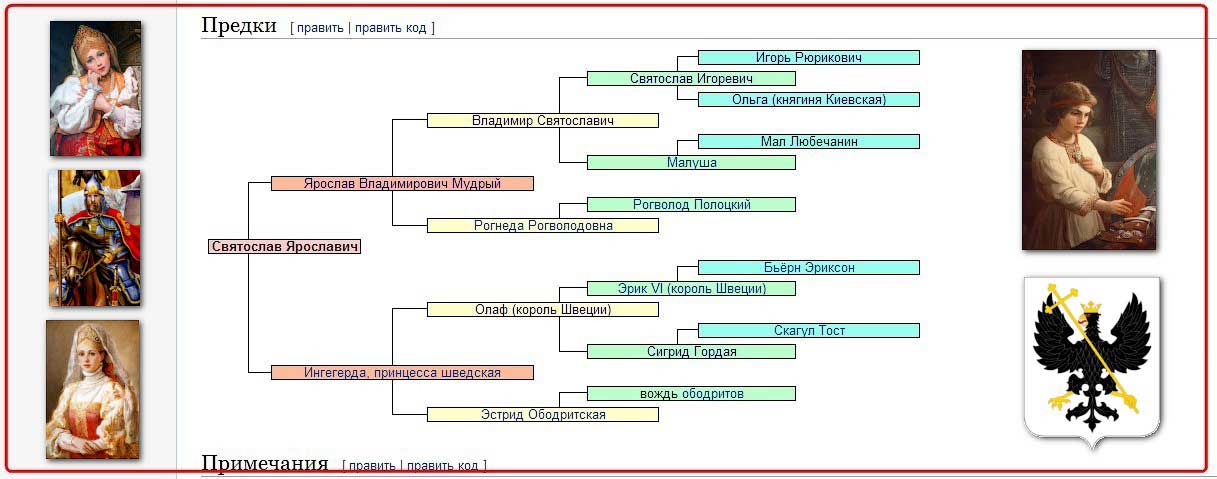 Предки [ править | править код ]
Игорь Рюрикович
Святослав Игоревич
Ольга (княгиня Киевская)
Владимир Святославич
Мал Любечанин
Малуша
Ярослав Владимирович Мудрый
Рогволод Полоцкий
Рогнеда Рогволодовна
Святослав Ярославич
Бьёрн Эриксон
Эрик VI (король Швеции)
Олаф (король Швеции)
Скагул Тост
Сигрид Гордая
Ингегерда, принцесса шведская
вождь ободритов
Эстрид Ободритская
Примечания [ править | править код ]